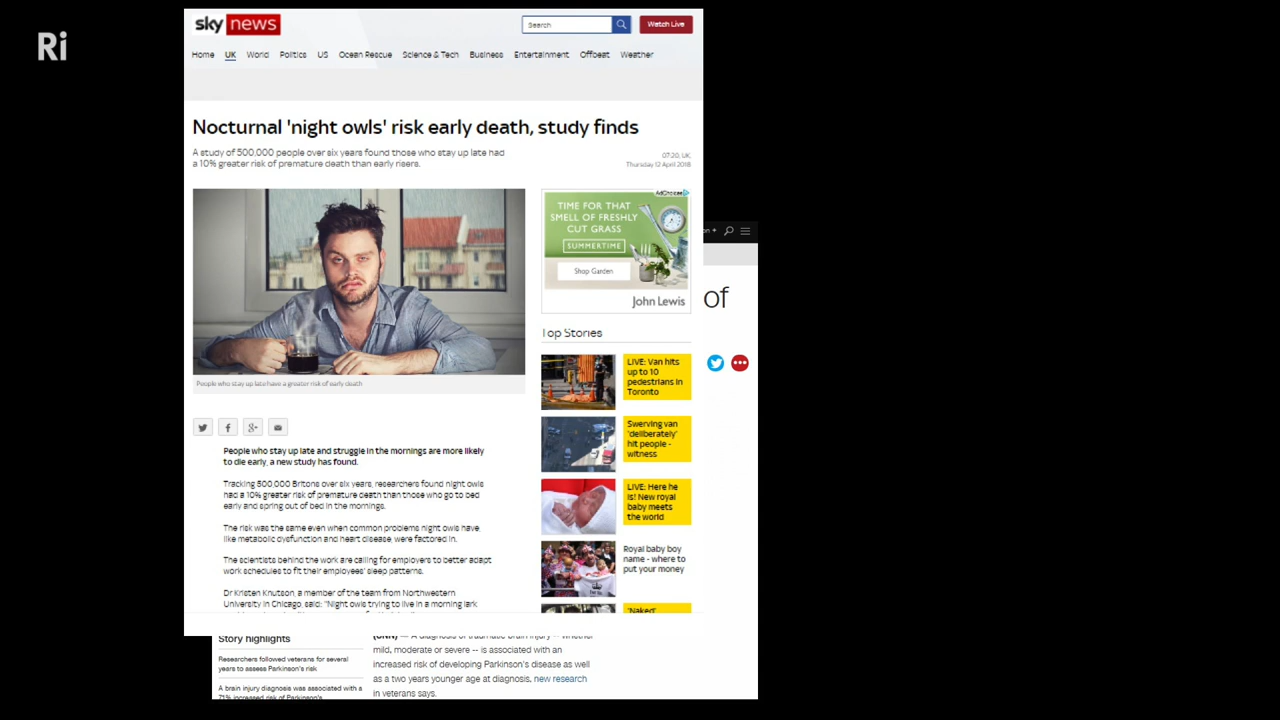 Ri
sky news
Search
Watch Live
Home UK World Politics US Ocean Rescue Science & Tech Business Entertainment Offbeat Weather
Nocturnal 'night owls' risk early death, study finds
A study of 500,000 people over six years found those who stay up late had
a 10% greater risk of premature death than early risers.
07:20, UK,
Thursday 12 April 2018
AdChoices
TIME FOR THAT
SMELL OF FRESHLY
CUT GRASS
SUMMERTIME
Shop Garden
John Lewis
People who stay up late have a greater risk of early death
Top Stories
LIVE: Van hits
up to 10
pedestrians in
Toronto
Swerving van
'deliberately'
hit people -
witness
LIVE: Here he
is! New royal
baby meets
the world
Royal baby boy
name - where to
put your money
'Naked'
People who stay up late and struggle in the mornings are more likely
to die early, a new study has found.
Tracking 500,000 Britons over six years, researchers found night owls
had a 10% greater risk of premature death than those who go to bed
early and spring out of bed in the mornings.
The risk was the same even when common problems night owls have,
like metabolic dysfunction and heart disease, were factored in.
The scientists behind the work are calling for employers to better adapt
work schedules to fit their employees' sleep patterns.
Dr Kristen Knutson, a member of the team from Northwestern
University in Chicago, said: "Night owls trying to live in a morning lark
on +
of
Story highlights
Researchers followed veterans for several
years to assess Parkinson's risk
A brain injury diagnosis was associated with a
71% increased risk of Parkinson's
(CNN) — A diagnosis of traumatic brain injury -- whether
mild, moderate or severe -- is associated with an
increased risk of developing Parkinson's disease as well
as a two years younger age at diagnosis, new research
in veterans says.